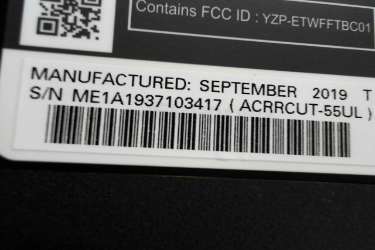 Contains FCC ID : YZP-ETWFFTBC01
MANUFACTURED: SEPTEMBER 2019 T
S/N ME1A1937103417 ( ACRRCUT-55UL )